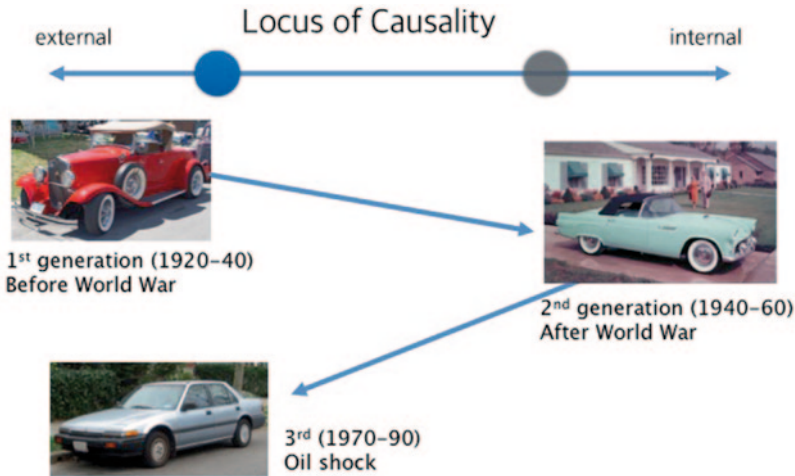 Locus of Causality
external
internal
1st generation (1920-40)
Before World War
2nd generation (1940-60)
After World War
3rd (1970-90)
Oil shock